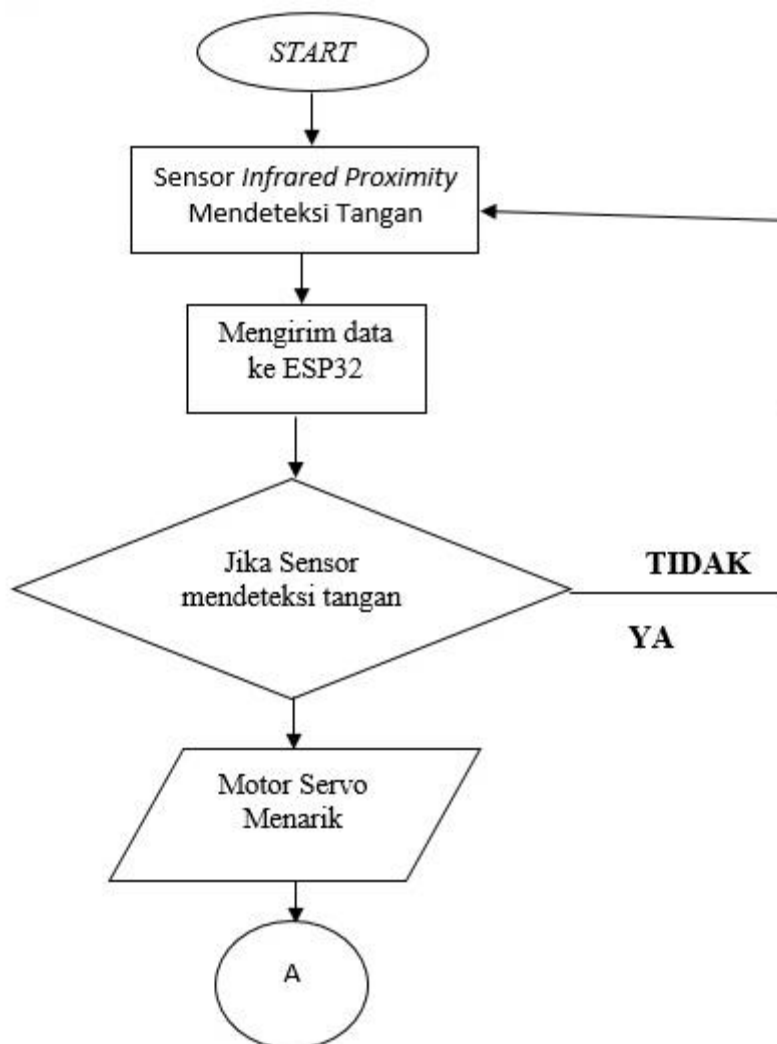 START
Sensor Infrared Proximity
Mendeteksi Tangan
Mengirim data
ke ESP32
Jika Sensor
mendeteksi tangan
TIDAK
YA
Motor Servo
Menarik
A